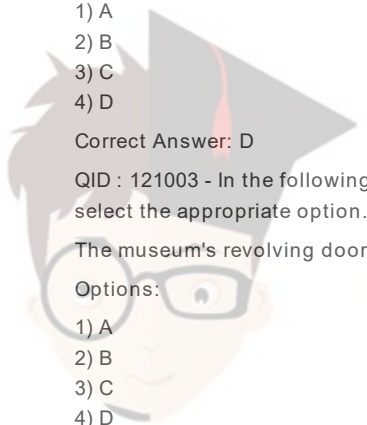 1) A
2) B
3) C
4) D
Correct Answer: D
QID : 121003 - In the following
select the appropriate option.
The museum's revolving door
Options:
1) A
2) B
3) C
4) D